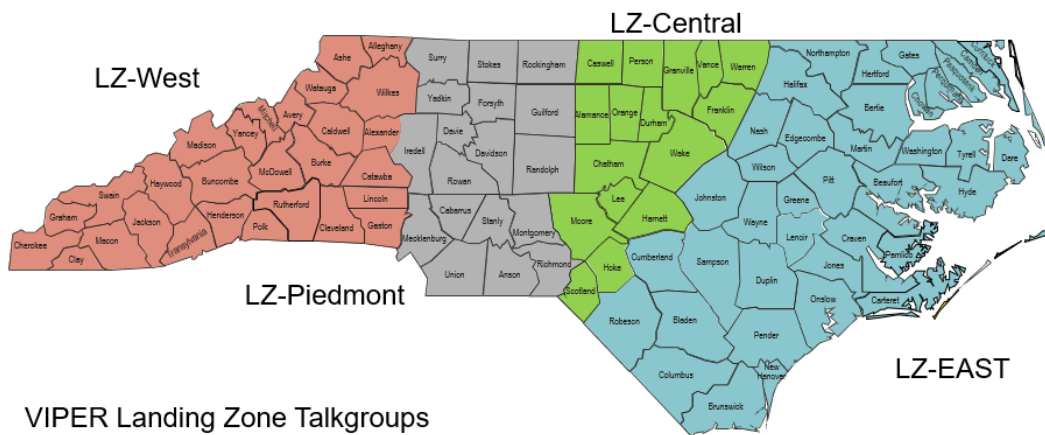 LZ-Central
LZ-West
Ashe
Alleghany
Watauga
Wilkes
Mitchell
Avery
Yancey
Caldwell
Alexander
Madison
Burke
McDowell
Catawba
Buncombe
Haywood
Swain
Lincoln
Rutherford
Graham
Jackson
Henderson
Cleveland
Gaston
Polk
Transylvania
Macon
Cherokee
Clay
Surry
Stokes
Rockingham
Yadkin
Forsyth
Guilford
Iredell
Davie
Davidson
Randolph
Rowan
Cabarrus
Stanly
Montgomery
Mecklenburg
Union
Anson
Richmond
Caswell
Person
Granville
Vance
Warren
Alamance
Orange
Durham
Franklin
Chatham
Wake
Lee
Harnett
Moore
Hoke
Scotland
Northampton
Gates
Currituck
Camden
Pasquotank
Perquimans
Chowan
Hertford
Halifax
Bertie
Nash
Edgecombe
Martin
Washington
Tyrell
Dare
Wilson
Pitt
Beaufort
Hyde
Johnston
Greene
Wayne
Lenoir
Craven
Pamlico
Cumberland
Sampson
Duplin
Jones
Onslow
Carteret
Robeson
Bladen
Pender
Columbus
New
Hanover
Brunswick
LZ-Piedmont
LZ-EAST
VIPER Landing Zone Talkgroups